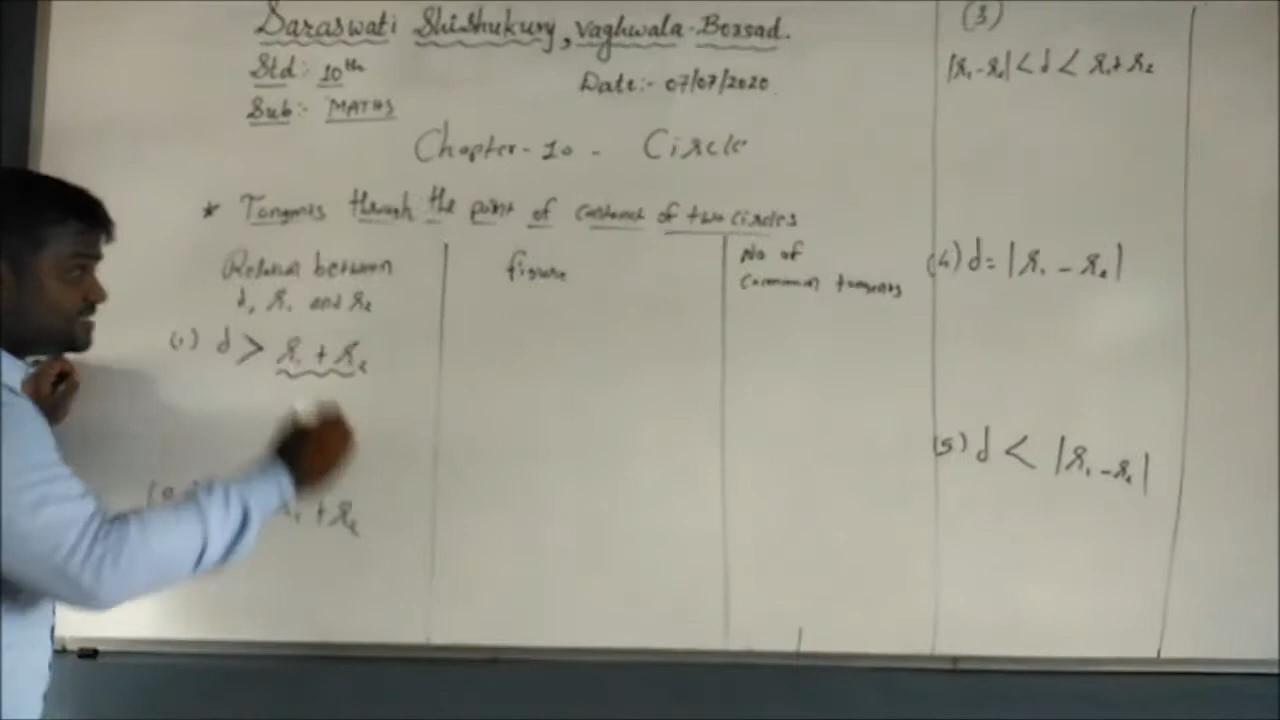 Saraswati Shishukunj, Vaghwala-Borsad.
Std: 10th
Date:- 07/07/2020
Sub:- MATHS
Chapter-10 - Circle
* Tangents through the point of contact of two circles
Relation between
d, r₁ and r₂
figure
No of
Common tangents
(1) d > r₁ + r₂
r₁ + r₂
(3)
|r₁ - r₂| < d < r₁ + r₂
(4) d = |r₁ - r₂|
(5) d < |r₁ - r₂|